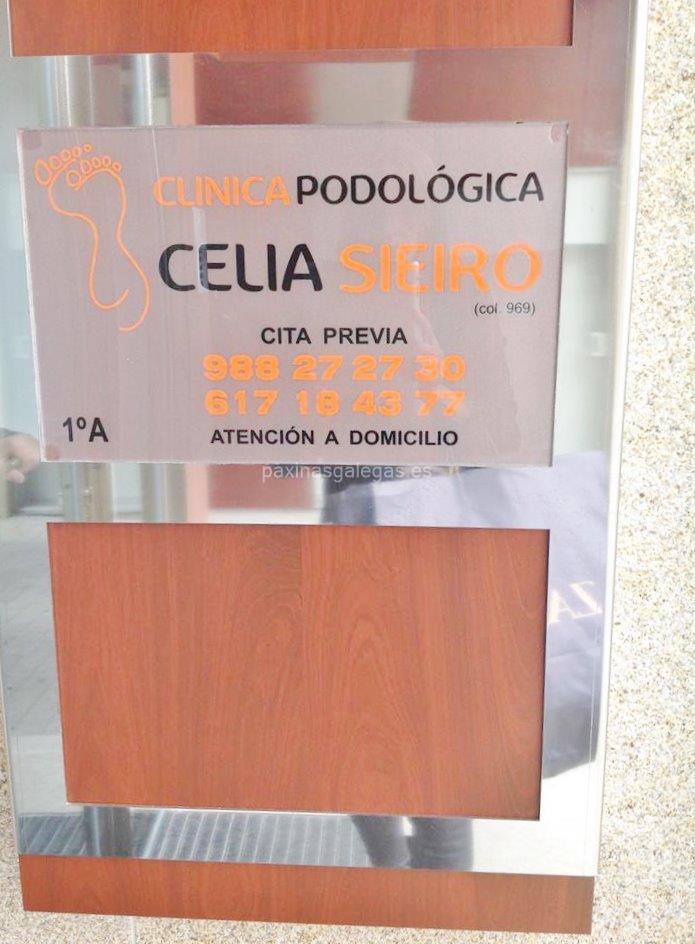 CLINICA PODOLÓGICA
CELIA SIEIRO
(col. 969)
CITA PREVIA
988 27 27 30
617 18 43 77
1ºA ATENCIÓN A DOMICILIO
paxinasgalegas.es
ZA